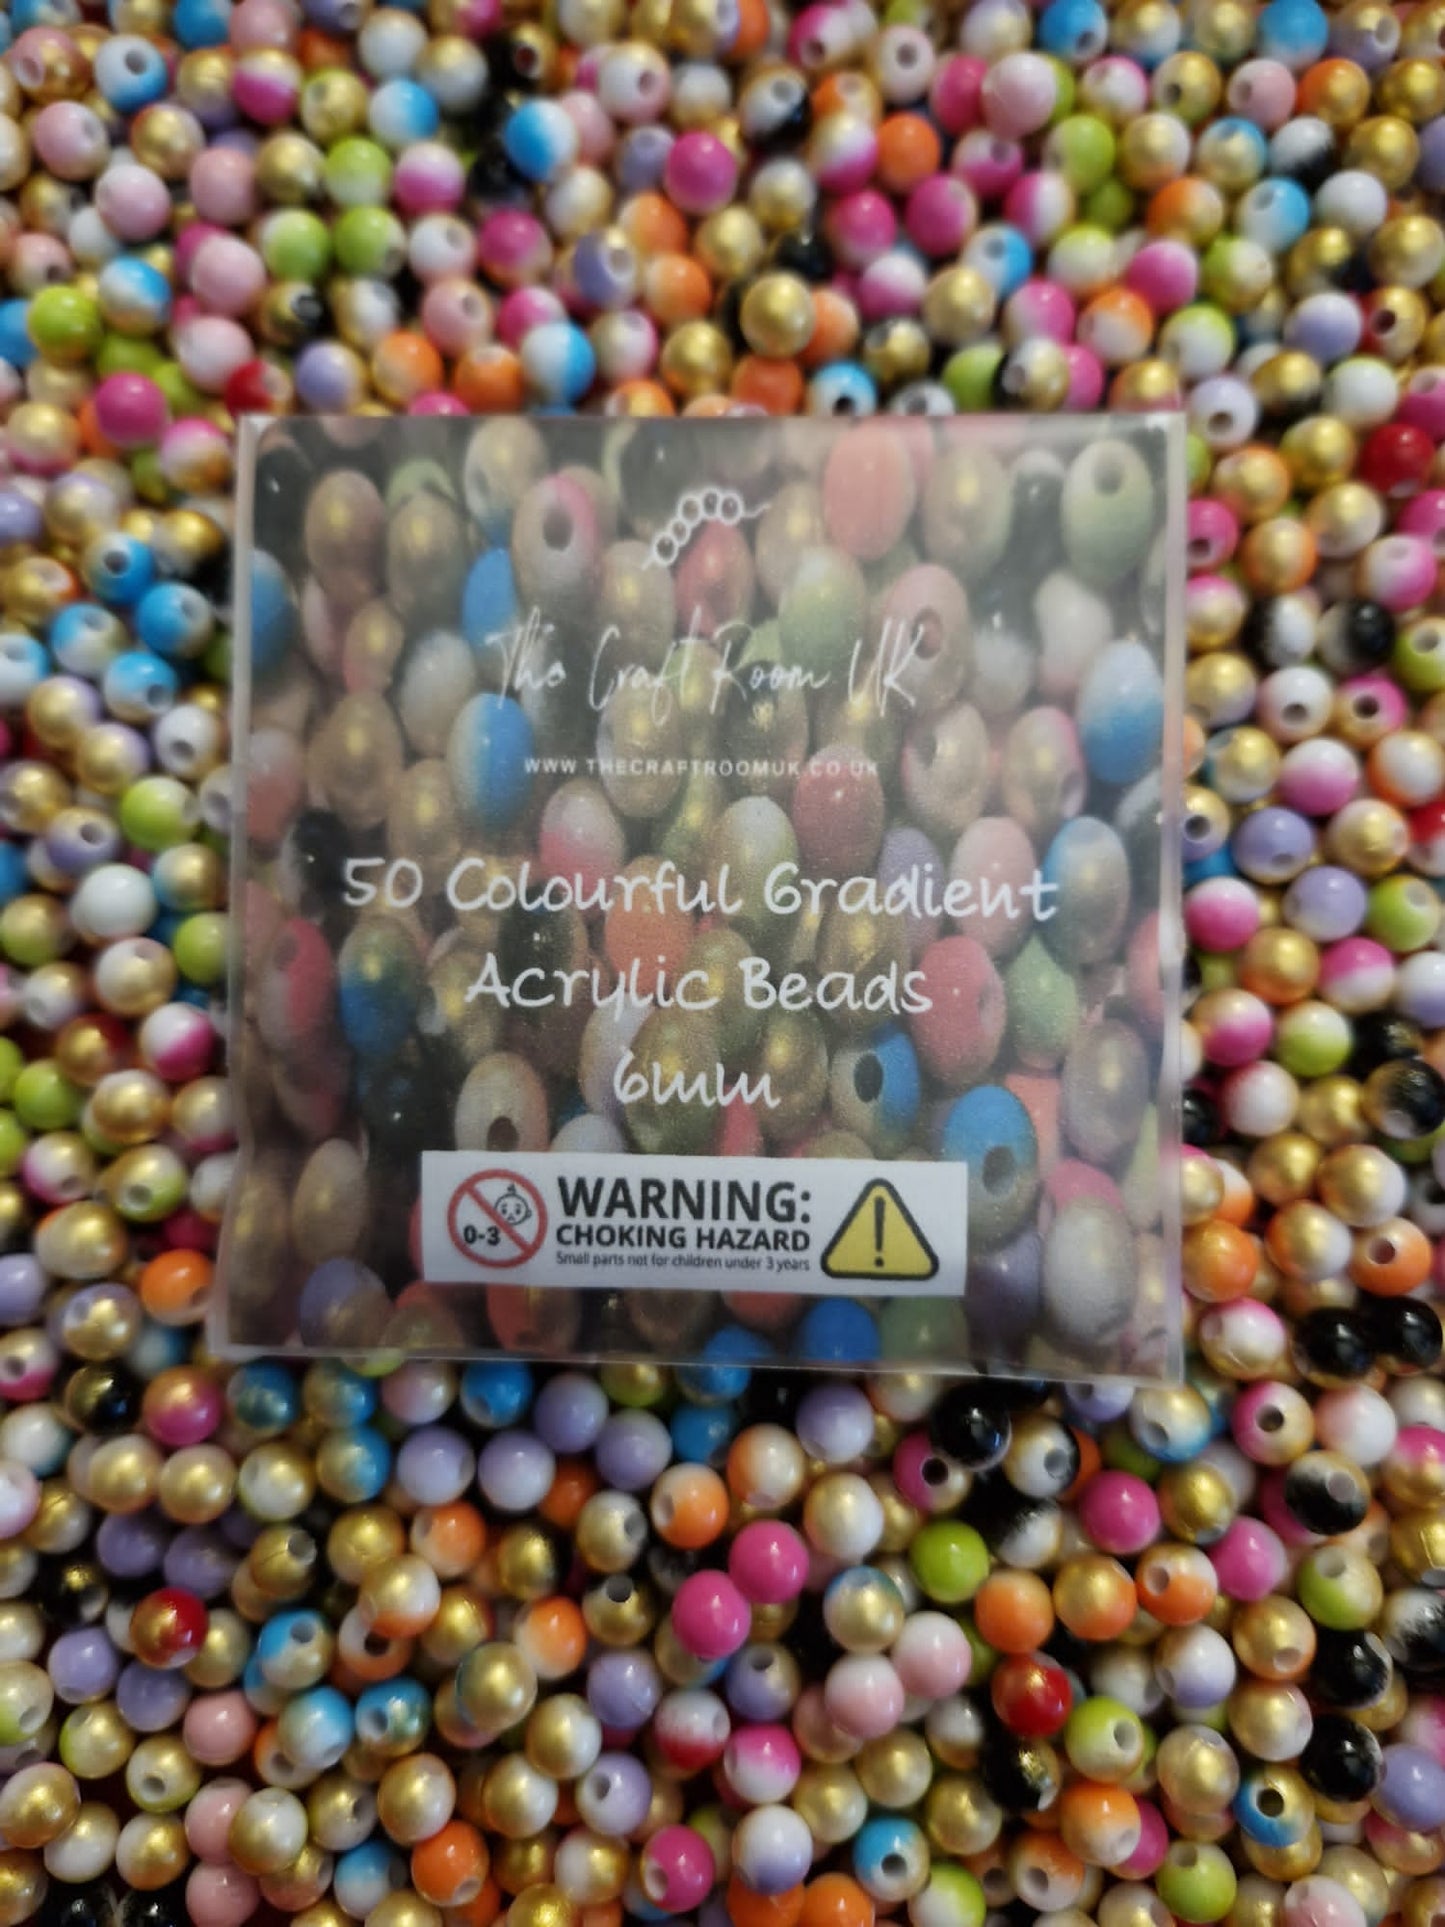 The Craft Room UK
WWW.THECRAFTROOMUK.CO.UK
50 Colourful Gradient
Acrylic Beads
6mm
0-3
WARNING:
CHOKING HAZARD
Small parts not for children under 3 years
!